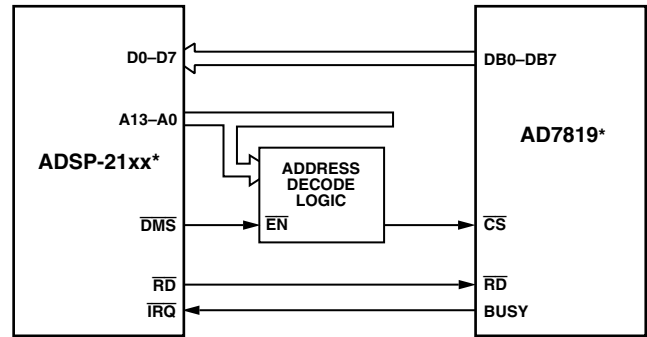 D0–D7
DB0–DB7
A13–A0
ADSP-21xx*
AD7819*
ADDRESS
DECODE
LOGIC
DMS
EN
CS
RD
RD
IRQ
BUSY